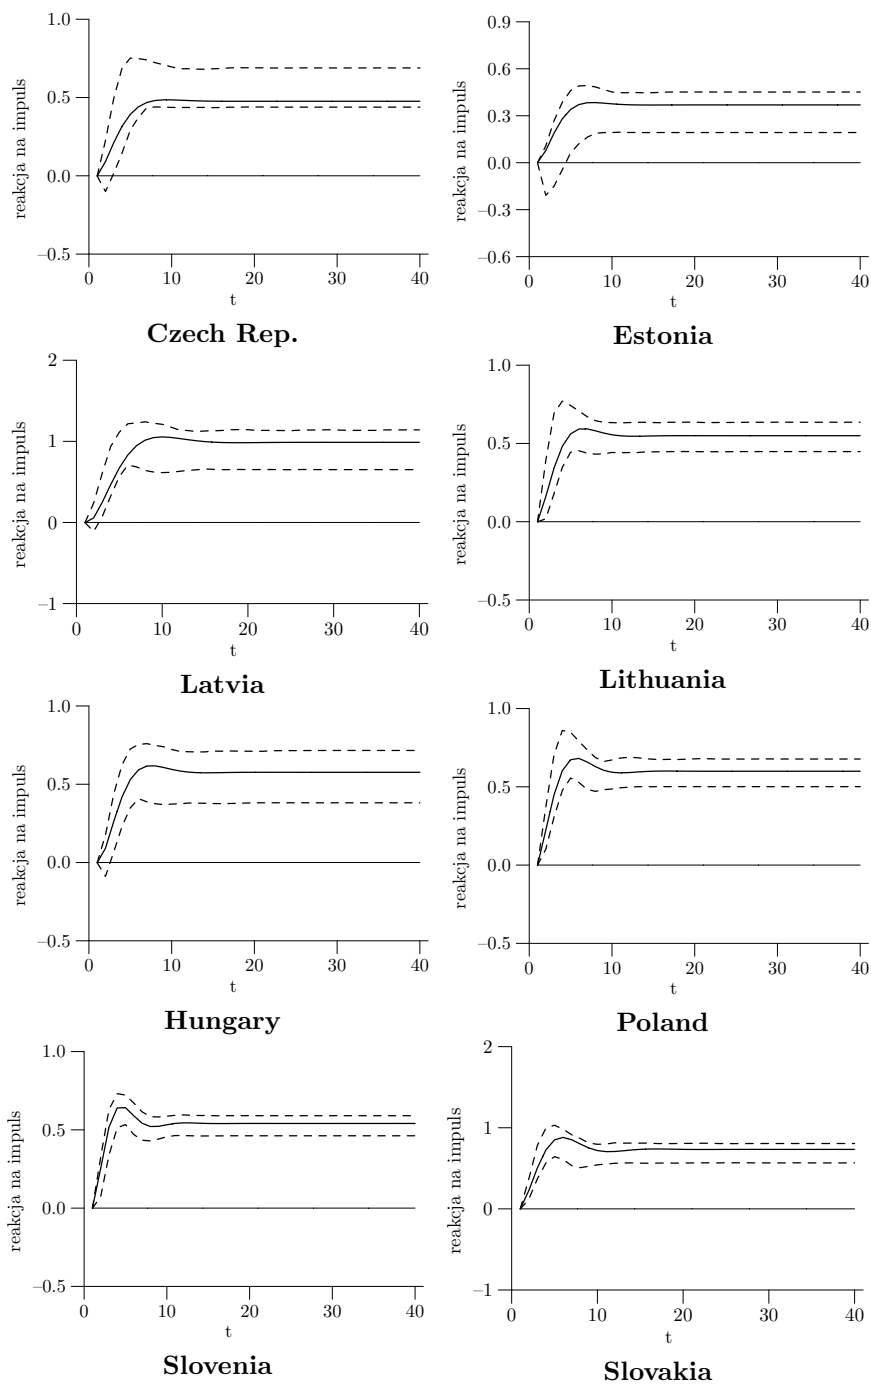 1.0
0.5
0.0
–0.5
0 10 20 30 40
reakcja na impuls
t
Czech Rep.
0.9
0.6
0.3
0.0
–0.3
–0.6
0 10 20 30 40
reakcja na impuls
t
Estonia
2
1
0
–1
0 10 20 30 40
reakcja na impuls
t
Latvia
1.0
0.5
0.0
–0.5
0 10 20 30 40
reakcja na impuls
t
Lithuania
1.0
0.5
0.0
–0.5
0 10 20 30 40
reakcja na impuls
t
Hungary
1.0
0.5
0.0
–0.5
0 10 20 30 40
reakcja na impuls
t
Poland
1.0
0.5
0.0
–0.5
0 10 20 30 40
reakcja na impuls
t
Slovenia
2
1
0
–1
0 10 20 30 40
reakcja na impuls
t
Slovakia